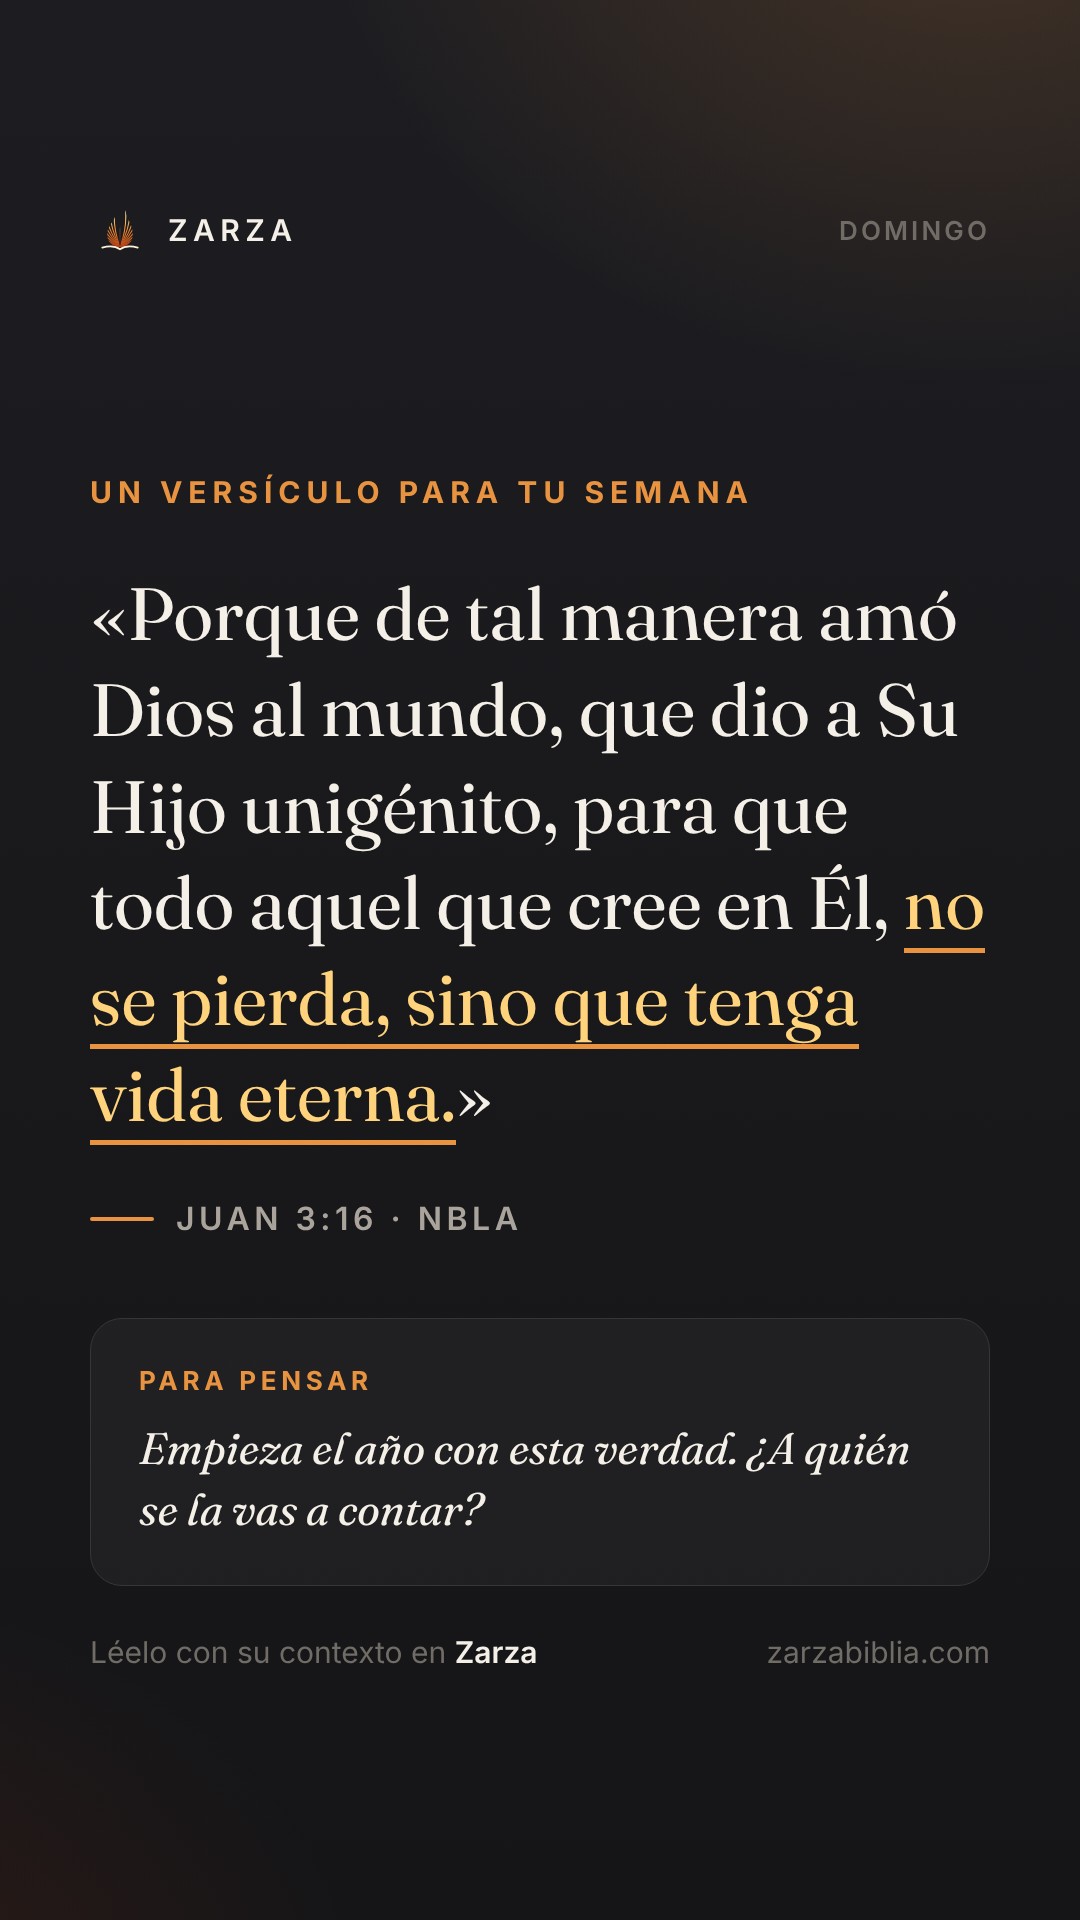 ZARZA
DOMINGO
UN VERSÍCULO PARA TU SEMANA
«Porque de tal manera amó
Dios al mundo, que dio a Su
Hijo unigénito, para que
todo aquel que cree en Él, no
se pierda, sino que tenga
vida eterna.»
JUAN 3:16 · NBLA
PARA PENSAR
Empieza el año con esta verdad. ¿A quién
se la vas a contar?
Léelo con su contexto en Zarza
zarzabiblia.com